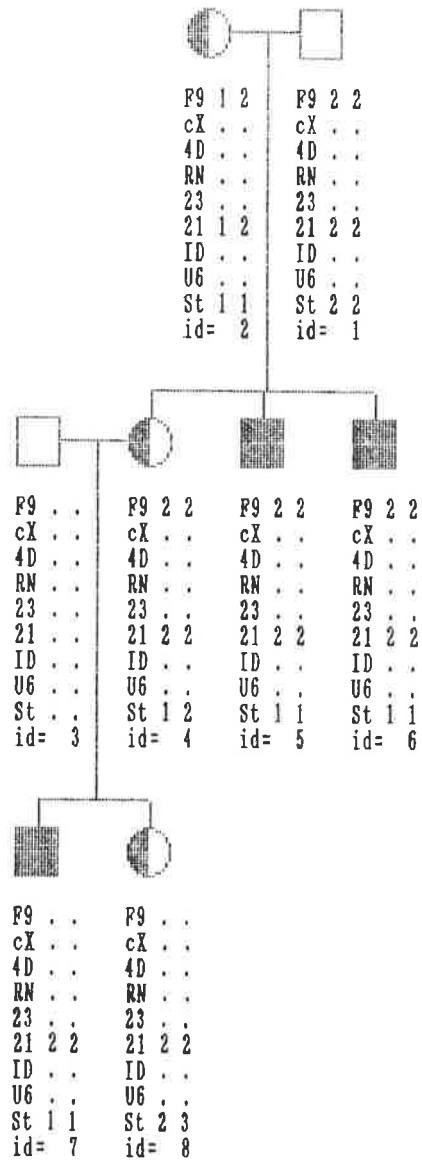 F9 1 2
cX . .
4D . .
RN . .
23 . .
21 1 2
ID . .
U6 . .
St 1 1
id= 2
F9 2 2
cX . .
4D . .
RN . .
23 . .
21 2 2
ID . .
U6 . .
St 2 2
id= 1
F9 . .
cX . .
4D . .
RN . .
23 . .
21 . .
ID . .
U6 . .
St . .
id= 3
F9 2 2
cX . .
4D . .
RN . .
23 . .
21 2 2
ID . .
U6 . .
St 1 2
id= 4
F9 2 2
cX . .
4D . .
RN . .
23 . .
21 2 2
ID . .
U6 . .
St 1 1
id= 5
F9 2 2
cX . .
4D . .
RN . .
23 . .
21 2 2
ID . .
U6 . .
St 1 1
id= 6
F9 . .
cX . .
4D . .
RN . .
23 . .
21 2 2
ID . .
U6 . .
St 1 1
id= 7
F9 . .
cX . .
4D . .
RN . .
23 . .
21 2 2
ID . .
U6 . .
St 2 3
id= 8